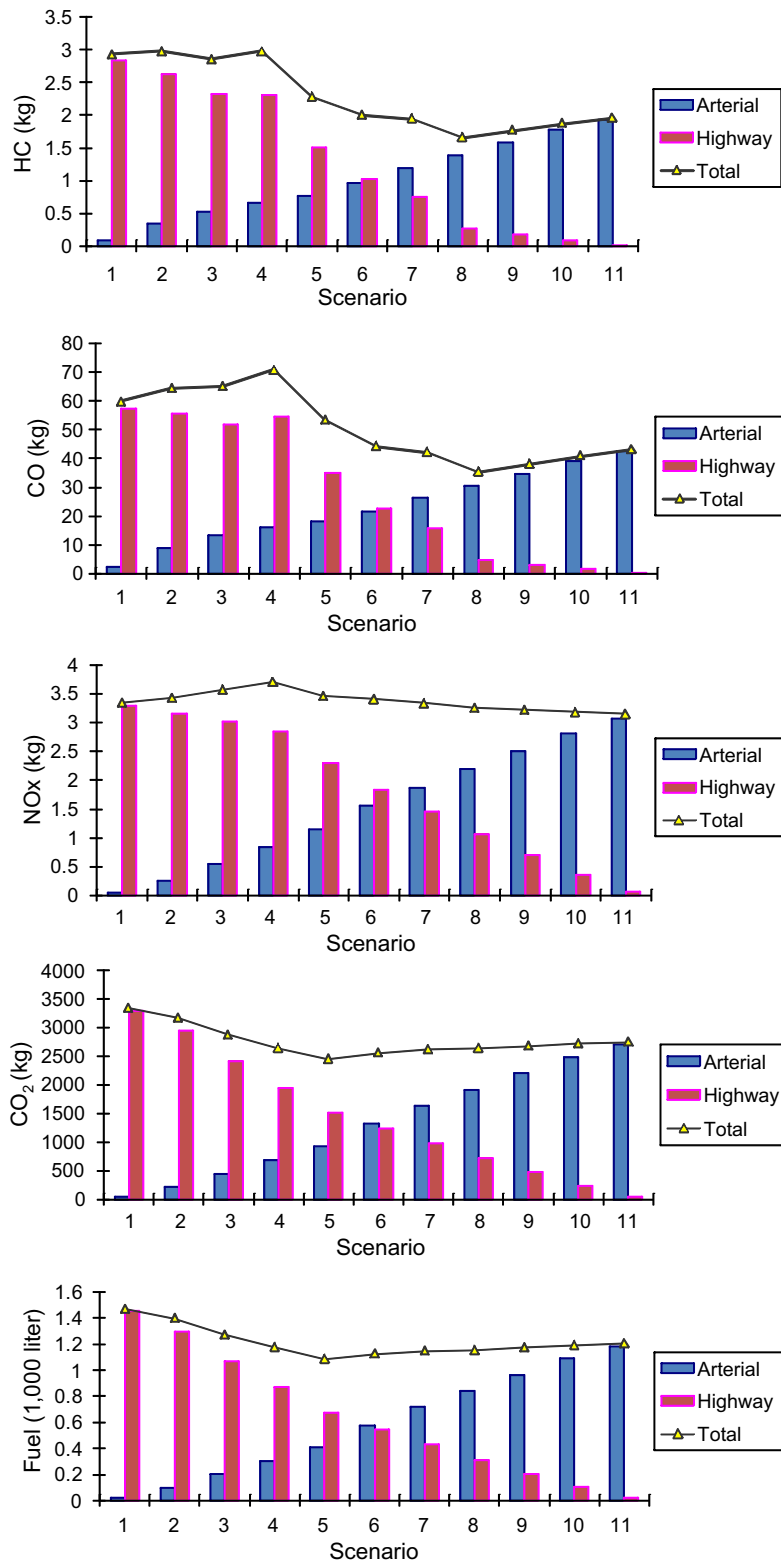 3.5
3
2.5
2
1.5
1
0.5
0
HC (kg)
1 2 3 4 5 6 7 8 9 10 11
Scenario
Arterial
Highway
Total
80
70
60
50
40
30
20
10
0
CO (kg)
1 2 3 4 5 6 7 8 9 10 11
Scenario
Arterial
Highway
Total
4
3.5
3
2.5
2
1.5
1
0.5
0
NOx (kg)
1 2 3 4 5 6 7 8 9 10 11
Scenario
Arterial
Highway
Total
4000
3500
3000
2500
2000
1500
1000
500
0
CO₂ (kg)
1 2 3 4 5 6 7 8 9 10 11
Scenario
Arterial
Highway
Total
1.6
1.4
1.2
1
0.8
0.6
0.4
0.2
0
Fuel (1,000 liter)
1 2 3 4 5 6 7 8 9 10 11
Scenario
Arterial
Highway
Total